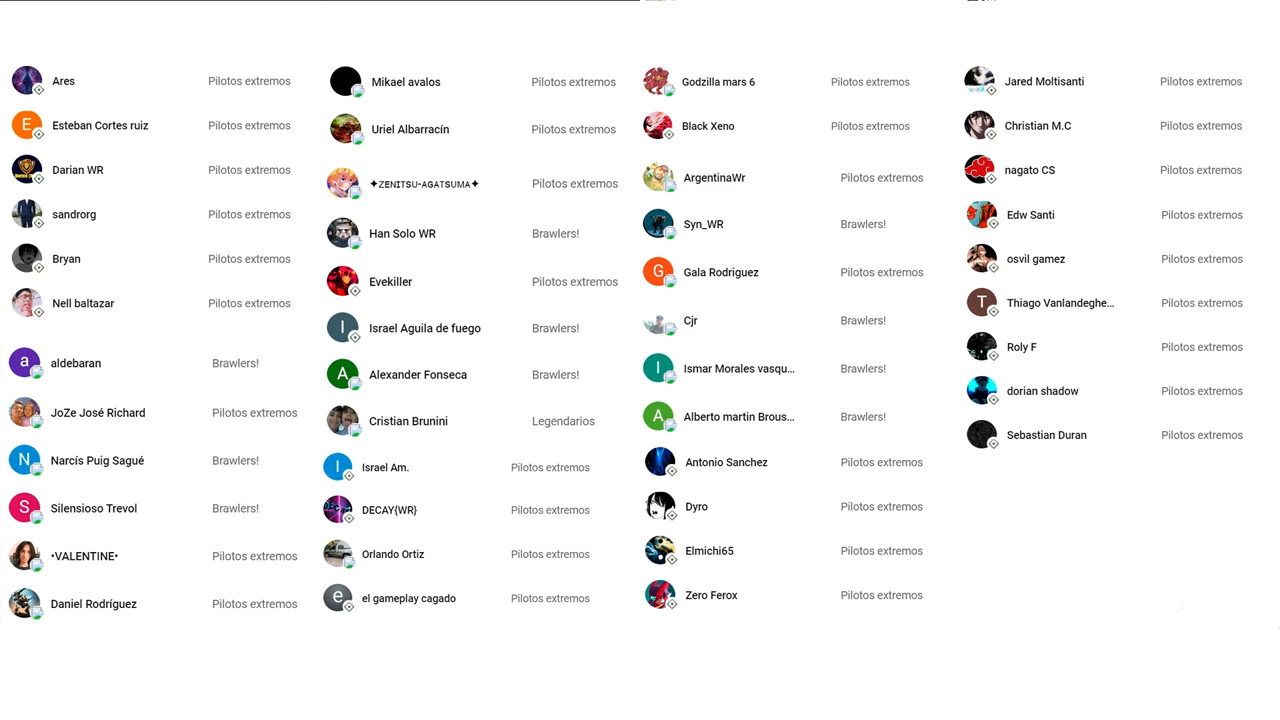 Ares Pilotos extremos
E Esteban Cortes ruiz Pilotos extremos
Darian WR Pilotos extremos
sandrorg Pilotos extremos
Bryan Pilotos extremos
Nell baltazar Pilotos extremos
a aldebaran Brawlers!
JoZe José Richard Pilotos extremos
N Narcís Puig Sagué Brawlers!
S Silensioso Trevol Brawlers!
•VALENTINE• Pilotos extremos
Daniel Rodríguez Pilotos extremos
Mikael avalos Pilotos extremos
Uriel Albarracín Pilotos extremos
✦ZENITSU-AGATSUMA✦ Pilotos extremos
Han Solo WR Brawlers!
Evekiller Pilotos extremos
I Israel Aguila de fuego Brawlers!
A Alexander Fonseca Brawlers!
Cristian Brunini Legendarios
I Israel Am. Pilotos extremos
DECAY{WR} Pilotos extremos
Orlando Ortiz Pilotos extremos
e el gameplay cagado Pilotos extremos
Godzilla mars 6 Pilotos extremos
Black Xeno Pilotos extremos
ArgentinaWr Pilotos extremos
Syn_WR Brawlers!
G Gala Rodriguez Pilotos extremos
Cjr Brawlers!
I Ismar Morales vasqu... Brawlers!
A Alberto martin Brous... Brawlers!
Antonio Sanchez Pilotos extremos
Dyro Pilotos extremos
Elmichi65 Pilotos extremos
Zero Ferox Pilotos extremos
Jared Moltisanti Pilotos extremos
Christian M.C Pilotos extremos
nagato CS Pilotos extremos
Edw Santi Pilotos extremos
osvil gamez Pilotos extremos
T Thiago Vanlandeghe... Pilotos extremos
Roly F Pilotos extremos
dorian shadow Pilotos extremos
Sebastian Duran Pilotos extremos